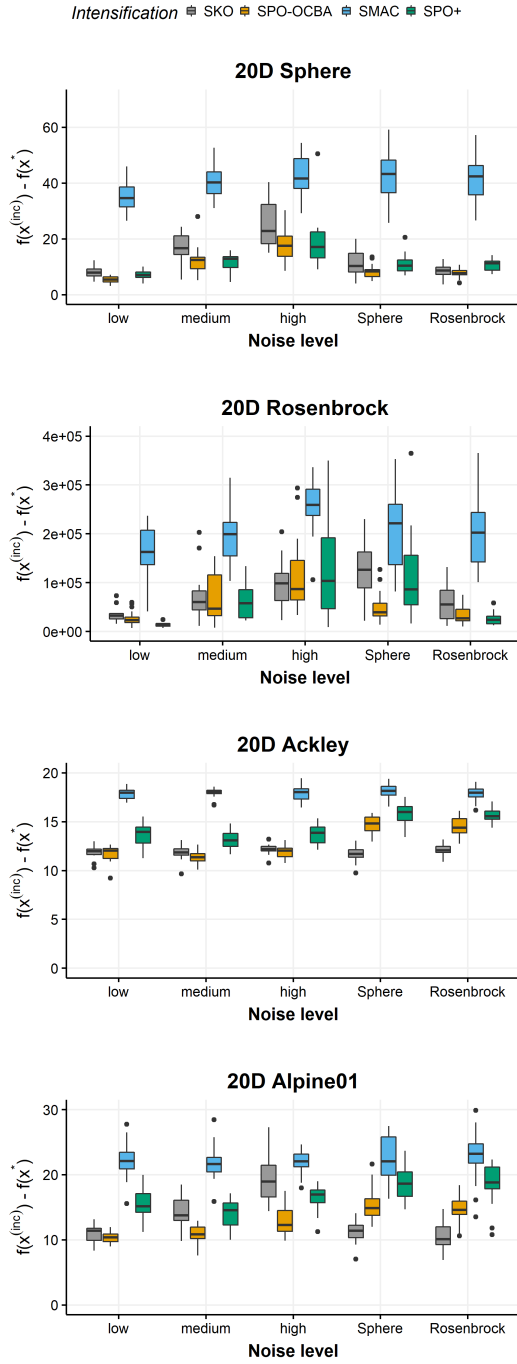 Intensification SKO SPO-OCBA SMAC SPO+
20D Sphere
f(x^(inc)) - f(x^*)
60
40
20
0
low medium high Sphere Rosenbrock
Noise level
20D Rosenbrock
f(x^(inc)) - f(x^*)
4e+05
3e+05
2e+05
1e+05
0e+00
low medium high Sphere Rosenbrock
Noise level
20D Ackley
f(x^(inc)) - f(x^*)
20
15
10
5
0
low medium high Sphere Rosenbrock
Noise level
20D Alpine01
f(x^(inc)) - f(x^*)
30
20
10
0
low medium high Sphere Rosenbrock
Noise level